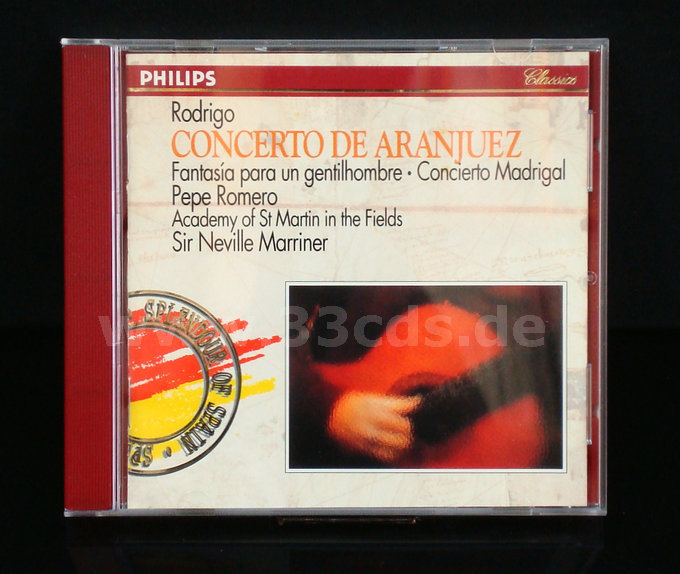 PHILIPS
Classics
Rodrigo
CONCERTO DE ARANJUEZ
Fantasía para un gentilhombre • Concierto Madrigal
Pepe Romero
Academy of St Martin in the Fields
Sir Neville Marriner
SPLENDOUR OF SPAIN • SP
www.33cds.de